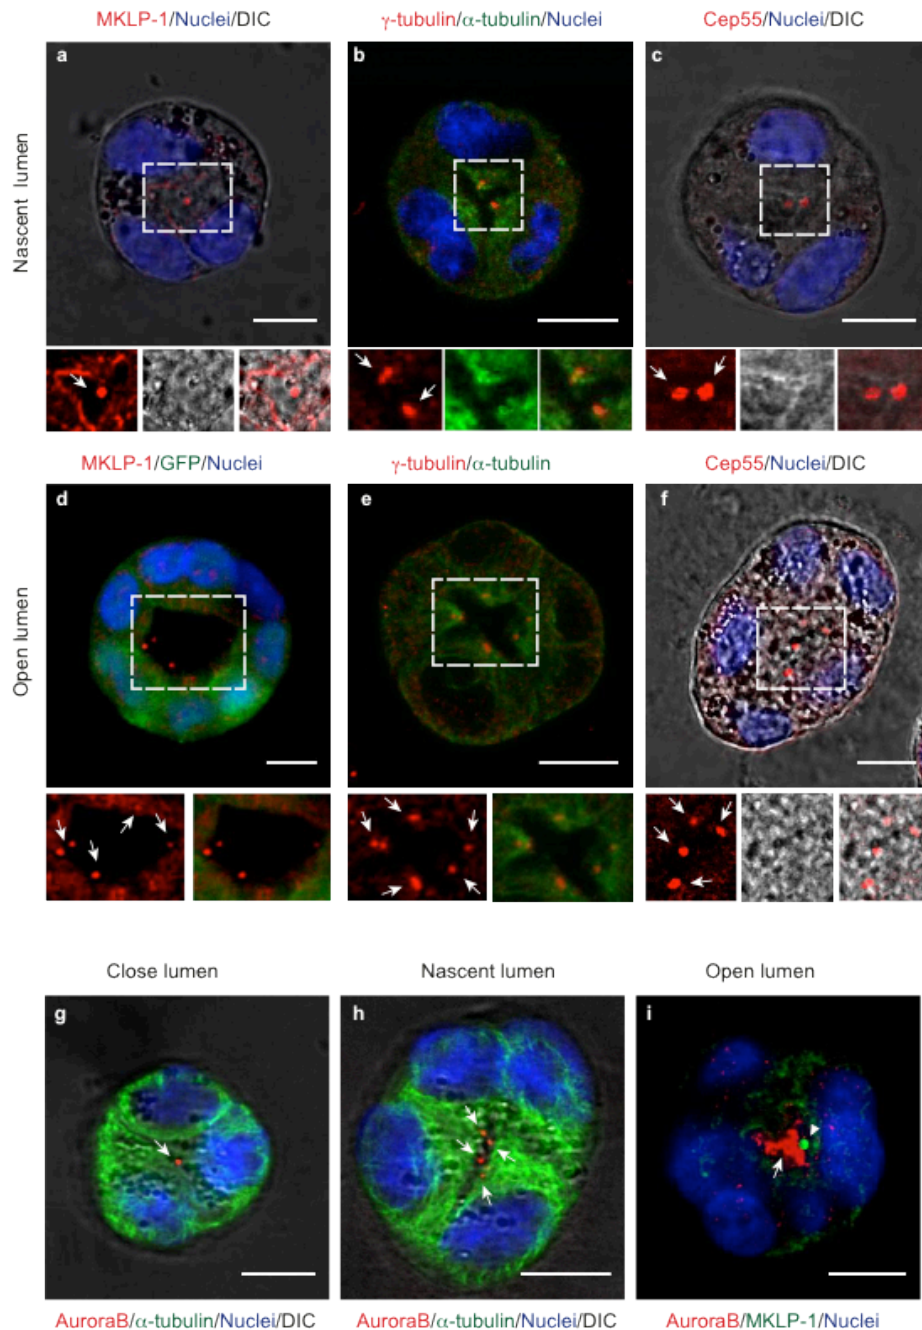 MKLP-1/Nuclei/DIC
γ-tubulin/α-tubulin/Nuclei
Cep55/Nuclei/DIC
Nascent lumen
a
b
c
MKLP-1/GFP/Nuclei
γ-tubulin/α-tubulin
Cep55/Nuclei/DIC
Open lumen
d
e
f
Close lumen
Nascent lumen
Open lumen
g
h
i
AuroraB/α-tubulin/Nuclei/DIC
AuroraB/α-tubulin/Nuclei/DIC
AuroraB/MKLP-1/Nuclei